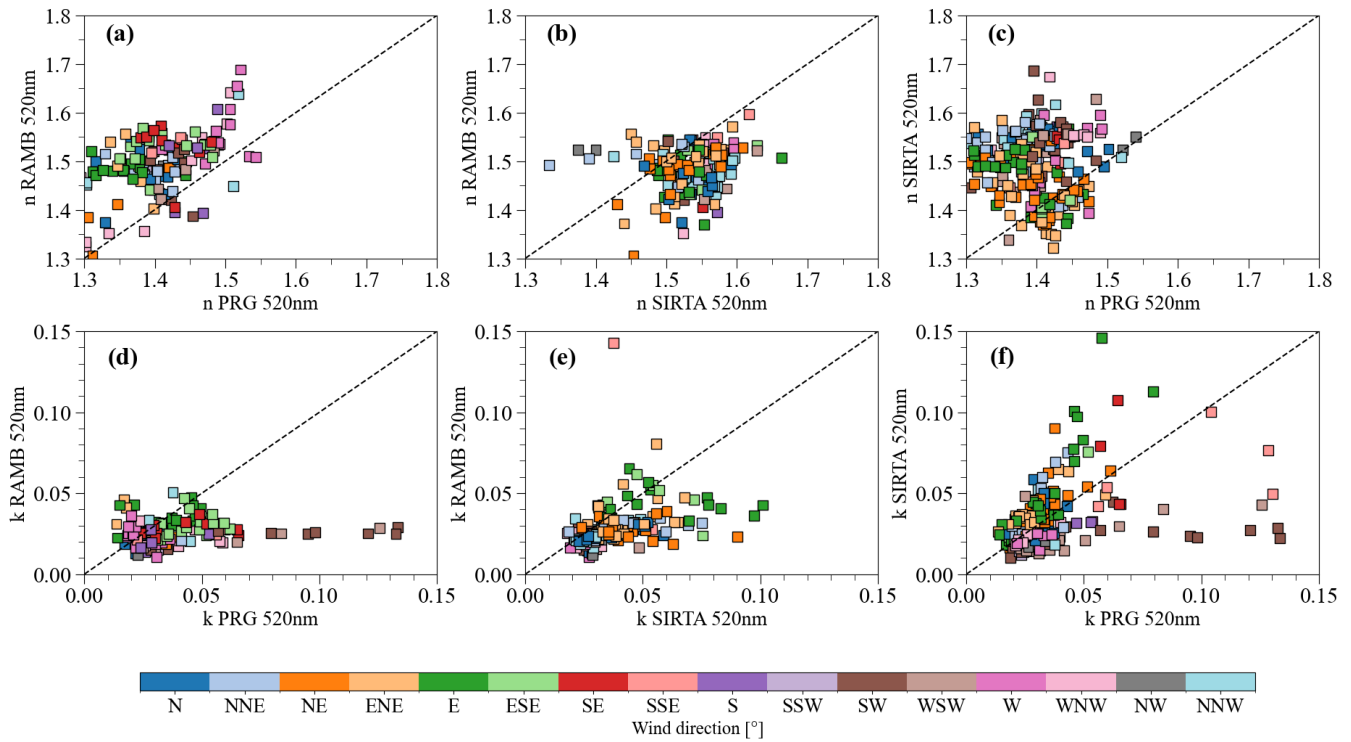 (a)
1.8
1.7
1.6
1.5
1.4
1.3
n RAMB 520nm
1.3 1.4 1.5 1.6 1.7 1.8
n PRG 520nm
(b)
1.8
1.7
1.6
1.5
1.4
1.3
n RAMB 520nm
1.3 1.4 1.5 1.6 1.7 1.8
n SIRTA 520nm
(c)
1.8
1.7
1.6
1.5
1.4
1.3
n SIRTA 520nm
1.3 1.4 1.5 1.6 1.7 1.8
n PRG 520nm
(d)
0.15
0.10
0.05
0.00
k RAMB 520nm
0.00 0.05 0.10 0.15
k PRG 520nm
(e)
0.15
0.10
0.05
0.00
k RAMB 520nm
0.00 0.05 0.10 0.15
k SIRTA 520nm
(f)
0.15
0.10
0.05
0.00
k SIRTA 520nm
0.00 0.05 0.10 0.15
k PRG 520nm
N NNE NE ENE E ESE SE SSE S SSW SW WSW W WNW NW NNW
Wind direction [°]